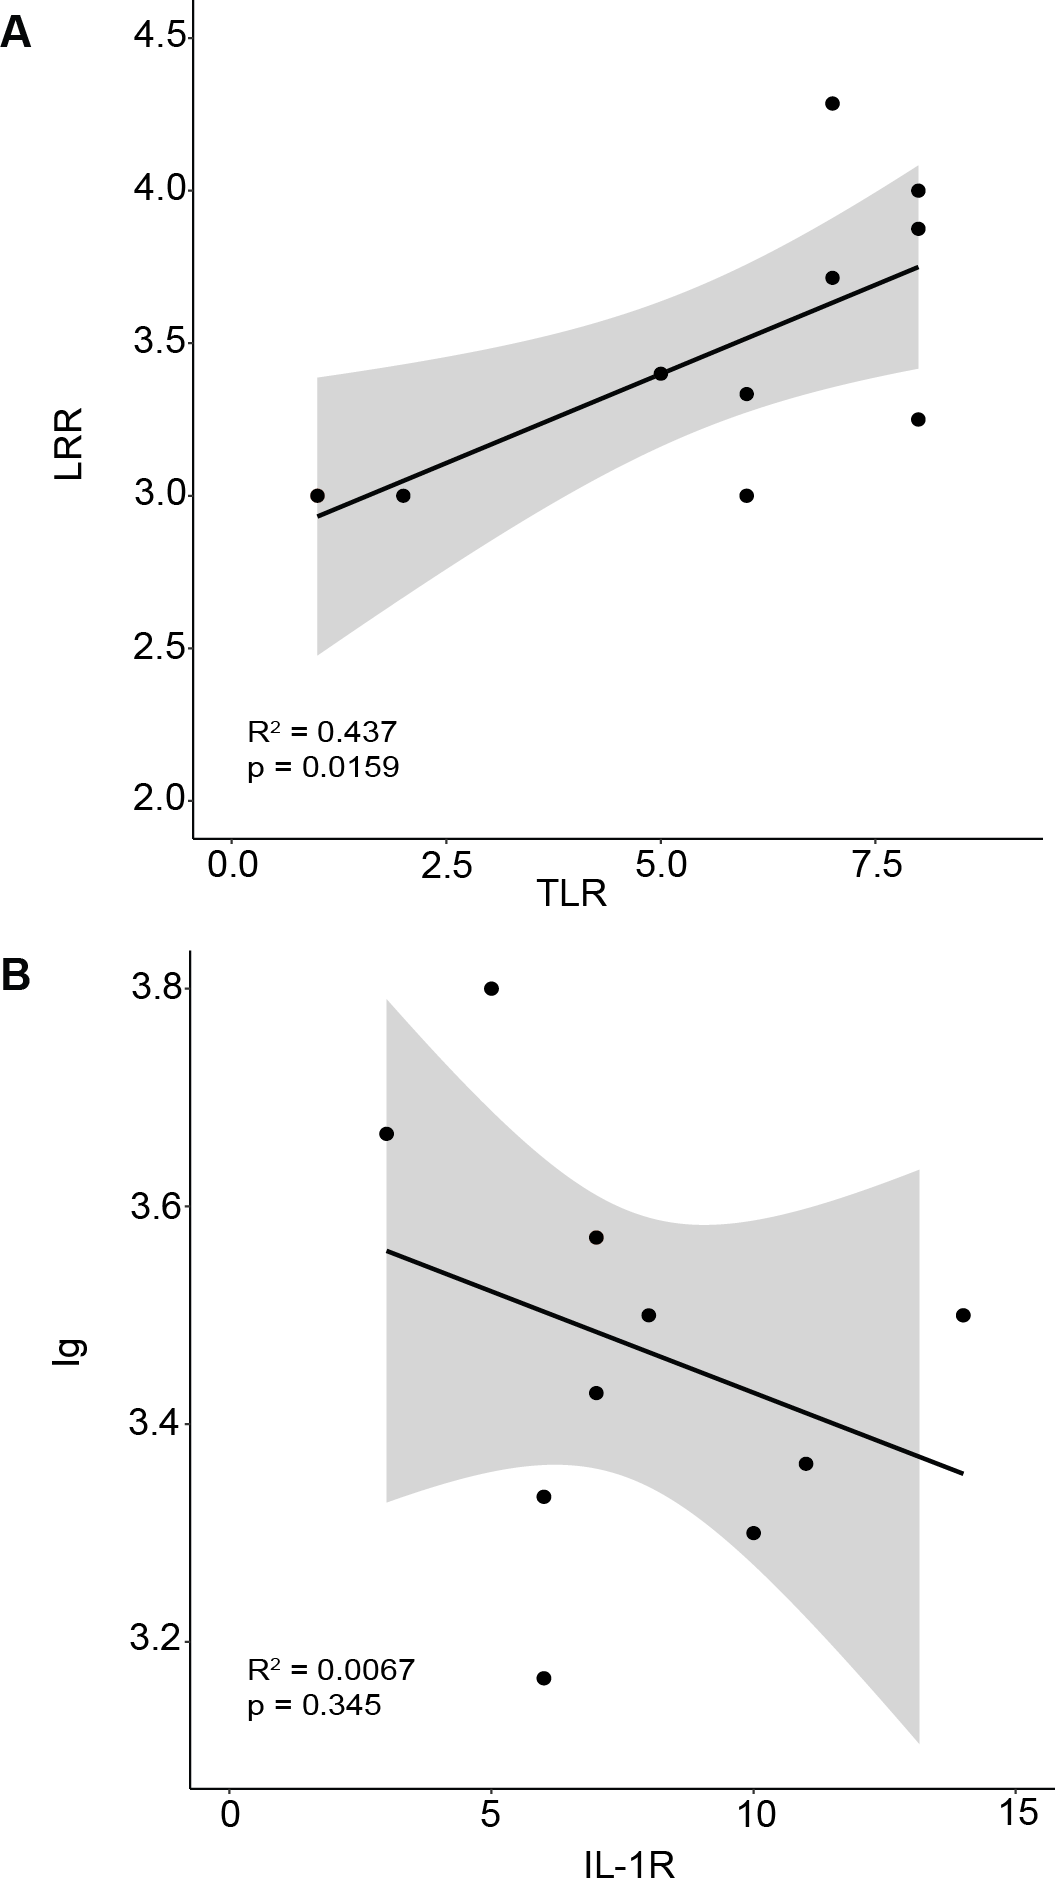 A
4.5
4.0
3.5
3.0
2.5
2.0
LRR
R² = 0.437
p = 0.0159
0.0 2.5 5.0 7.5
TLR
B
3.8
3.6
3.4
3.2
Ig
R² = 0.0067
p = 0.345
0 5 10 15
IL-1R